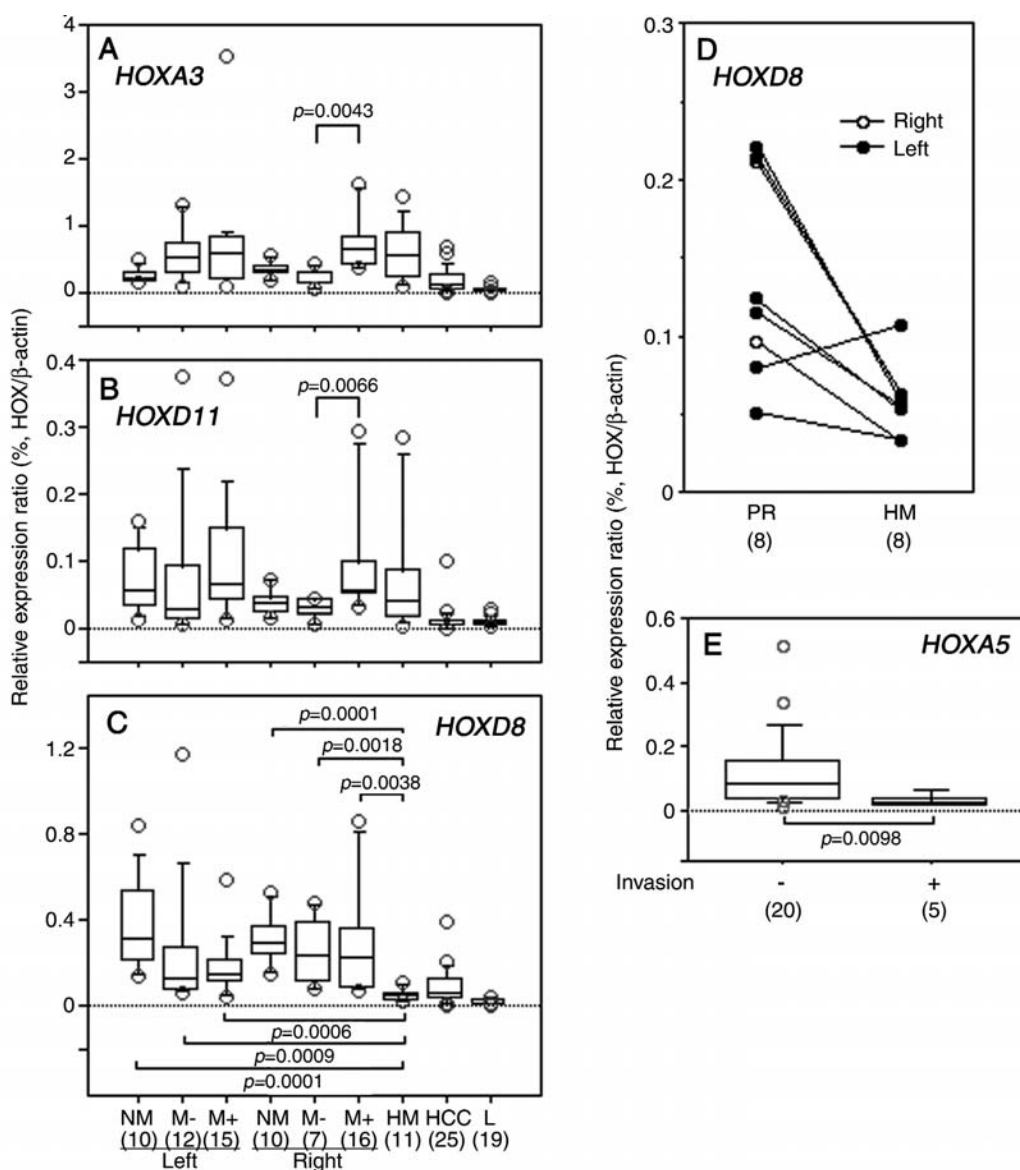 A
HOXA3
4
3
2
1
0
p=0.0043
B
HOXD11
0.4
0.3
0.2
0.1
0
p=0.0066
C
HOXD8
1.2
0.8
0.4
0
p=0.0001
p=0.0018
p=0.0038
p=0.0006
p=0.0009
p=0.0001
NM M- M+ NM M- M+ HM HCC L
(10) (12) (15) (10) (7) (16) (11) (25) (19)
Left Right
Relative expression ratio (%, HOX/β-actin)
D
HOXD8
0.3
0.2
0.1
0
Right
Left
PR HM
(8) (8)
Relative expression ratio (%, HOX/β-actin)
E
HOXA5
0.6
0.4
0.2
0
p=0.0098
Invasion - +
(20) (5)